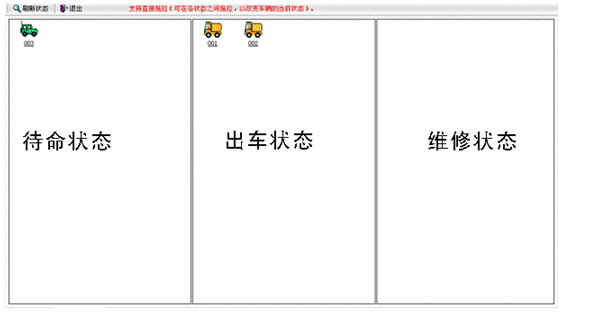 刷新状态 退出 支持直接拖拉(可在各状态之间拖拉,以改变车辆的当前状态)。
003 001 002
待命状态 出车状态 维修状态